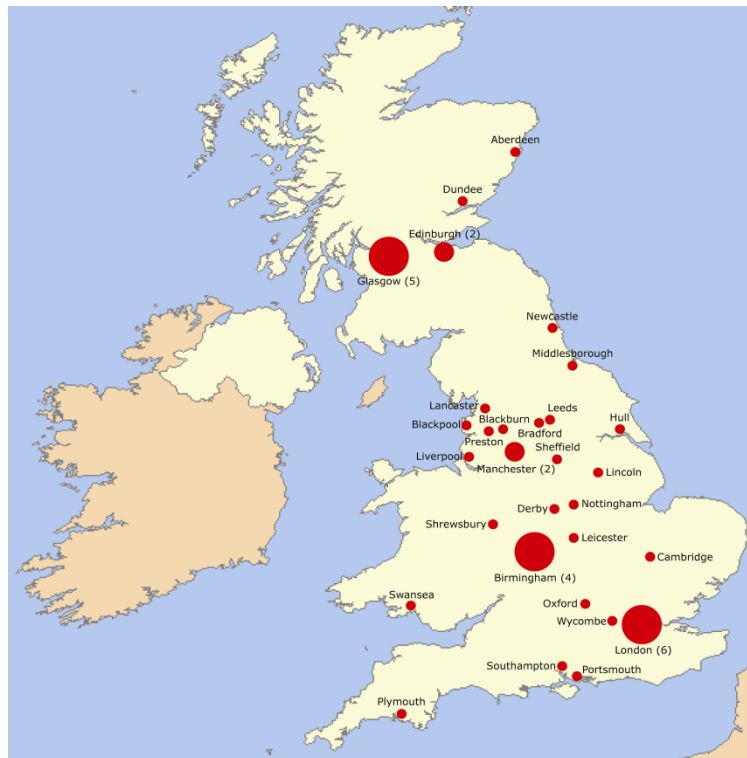 Aberdeen
Dundee
Edinburgh (2)
Glasgow (5)
Newcastle
Middlesborough
Lancaster
Leeds
Blackburn
Hull
Blackpool
Bradford
Preston
Sheffield
Liverpool
Manchester (2)
Lincoln
Nottingham
Derby
Shrewsbury
Leicester
Cambridge
Birmingham (4)
Swansea
Oxford
Wycombe
London (6)
Southampton
Portsmouth
Plymouth